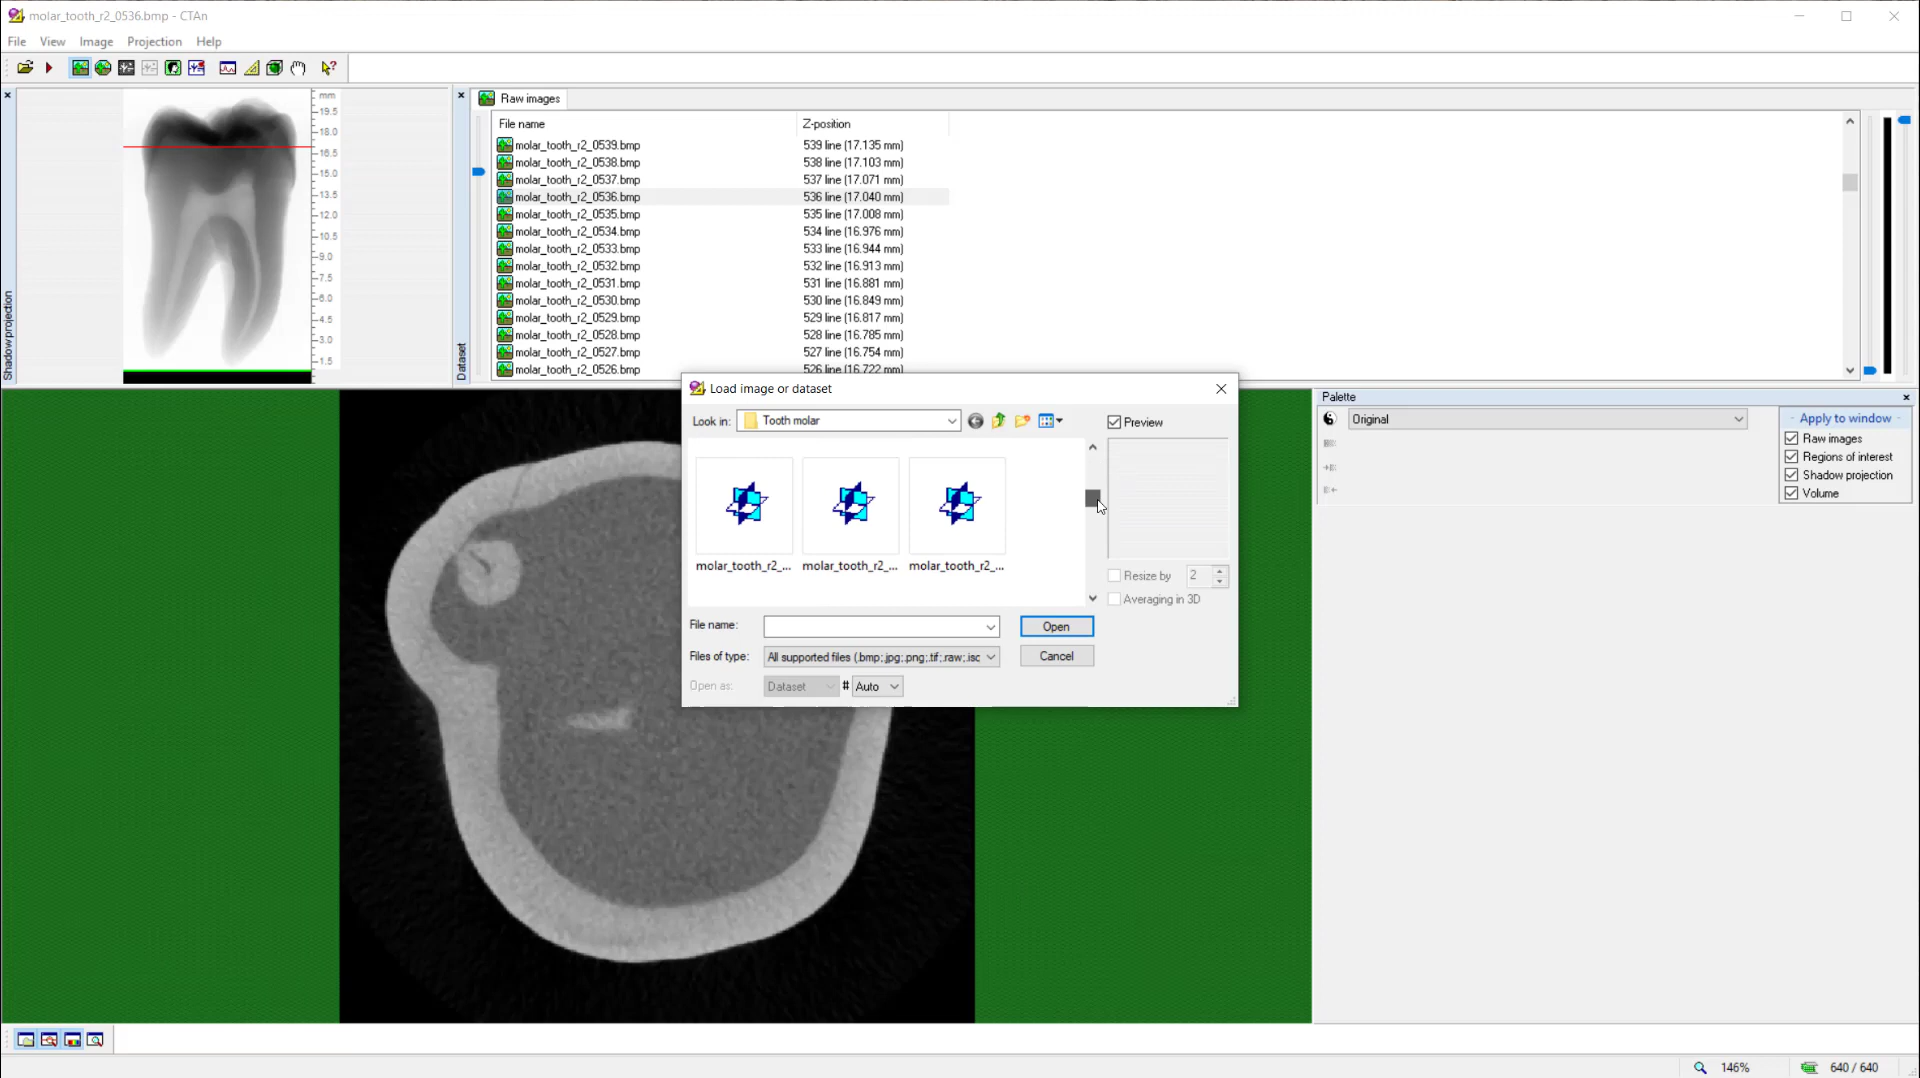 molar_tooth_r2_0536.bmp - CTAn
File View Image Projection Help
Shadow projection
mm
19.5
18.0
16.5
15.0
13.5
12.0
10.5
9.0
7.5
6.0
4.5
3.0
1.5
Dataset
Raw images
File name Z-position
molar_tooth_r2_0539.bmp 539 line (17.135 mm)
molar_tooth_r2_0538.bmp 538 line (17.103 mm)
molar_tooth_r2_0537.bmp 537 line (17.071 mm)
molar_tooth_r2_0536.bmp 536 line (17.040 mm)
molar_tooth_r2_0535.bmp 535 line (17.008 mm)
molar_tooth_r2_0534.bmp 534 line (16.976 mm)
molar_tooth_r2_0533.bmp 533 line (16.944 mm)
molar_tooth_r2_0532.bmp 532 line (16.913 mm)
molar_tooth_r2_0531.bmp 531 line (16.881 mm)
molar_tooth_r2_0530.bmp 530 line (16.849 mm)
molar_tooth_r2_0529.bmp 529 line (16.817 mm)
molar_tooth_r2_0528.bmp 528 line (16.785 mm)
molar_tooth_r2_0527.bmp 527 line (16.754 mm)
molar_tooth_r2_0526.bmp 526 line (16.722 mm)
Load image or dataset
Look in: Tooth molar
Preview
molar_tooth_r2_... molar_tooth_r2_... molar_tooth_r2_...
Resize by 2
Averaging in 3D
File name: Open
Files of type: All supported files (.bmp;.jpg;.png;.tif;.raw;.isc Cancel
Open as: Dataset # Auto
Palette
Original
Apply to window
Raw images
Regions of interest
Shadow projection
Volume
146% 640 / 640